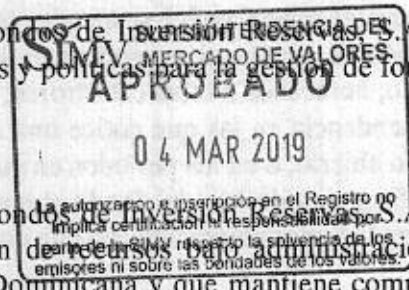 ondos de Inversión Reservas, S.A
SIMV SUPERINTENDENCIA DEL
MERCADO DE VALORES
s y políticas para la gestión de fo
APROBADO
04 MAR 2019
La autorización e inscripción en el Registro no
implica certificación ni responsabilidad por
parte de la SIMV respecto la solvencia de los
emisores ni sobre las bondades de los valores.
ondos de Inversión Reservas, S.A
n de recursos bajo administració
Dominicana y que mantiene com